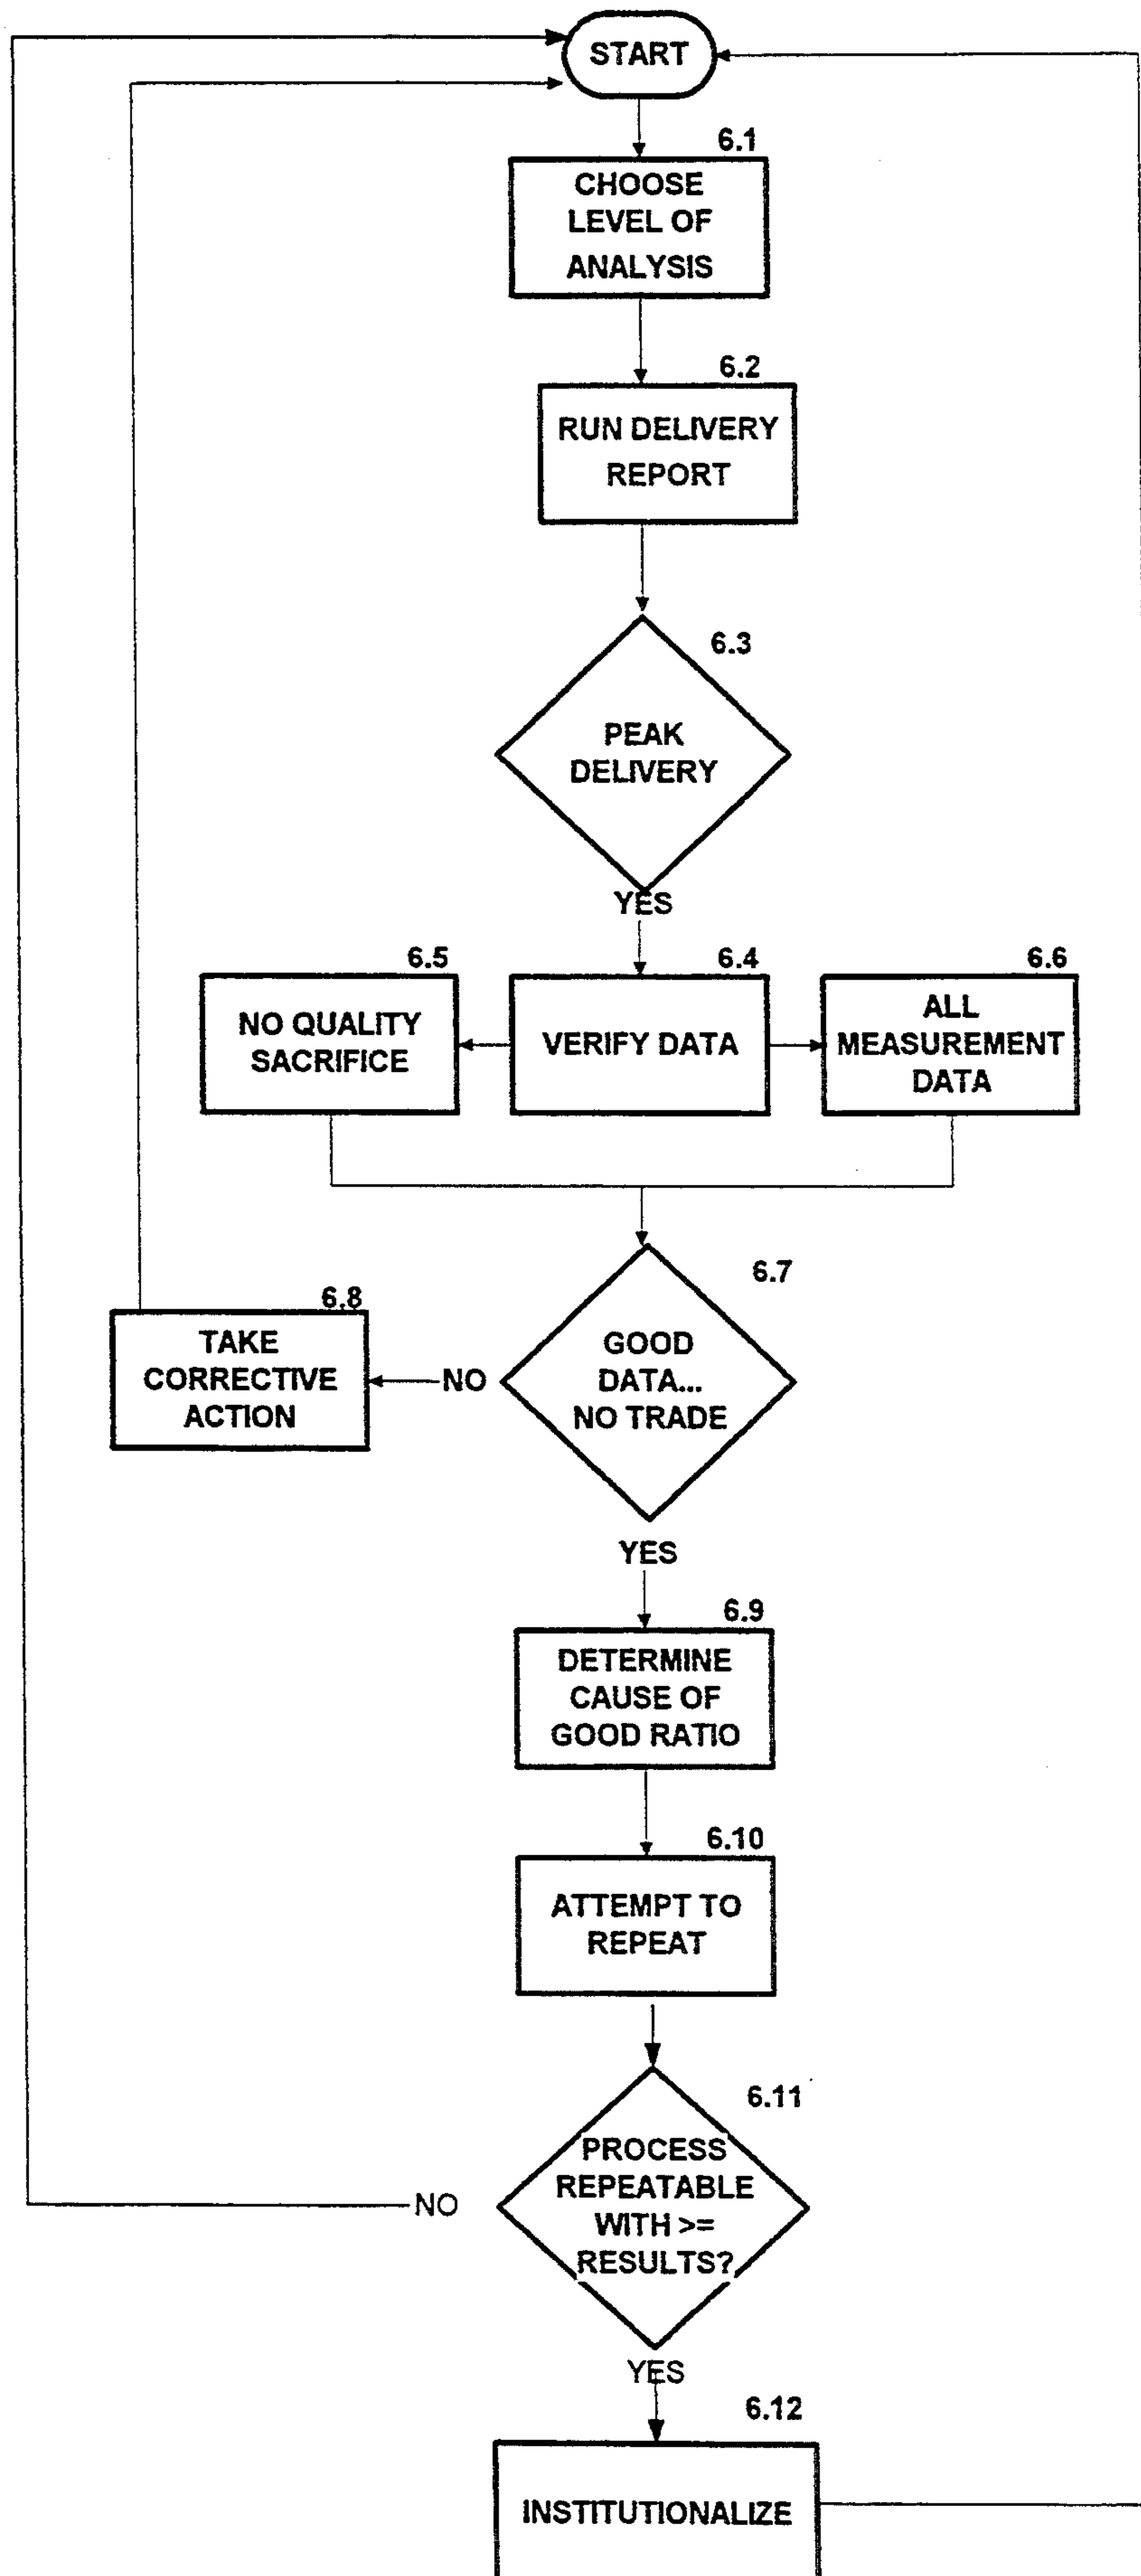 START
6.1
CHOOSE
LEVEL OF
ANALYSIS
6.2
RUN DELIVERY
REPORT
6.3
PEAK
DELIVERY
YES
6.5
NO QUALITY
SACRIFICE
6.4
VERIFY DATA
6.6
ALL
MEASUREMENT
DATA
6.7
GOOD
DATA...
NO TRADE
NO
6.8
TAKE
CORRECTIVE
ACTION
YES
6.9
DETERMINE
CAUSE OF
GOOD RATIO
6.10
ATTEMPT TO
REPEAT
6.11
PROCESS
REPEATABLE
WITH >=
RESULTS?
NO
YES
6.12
INSTITUTIONALIZE